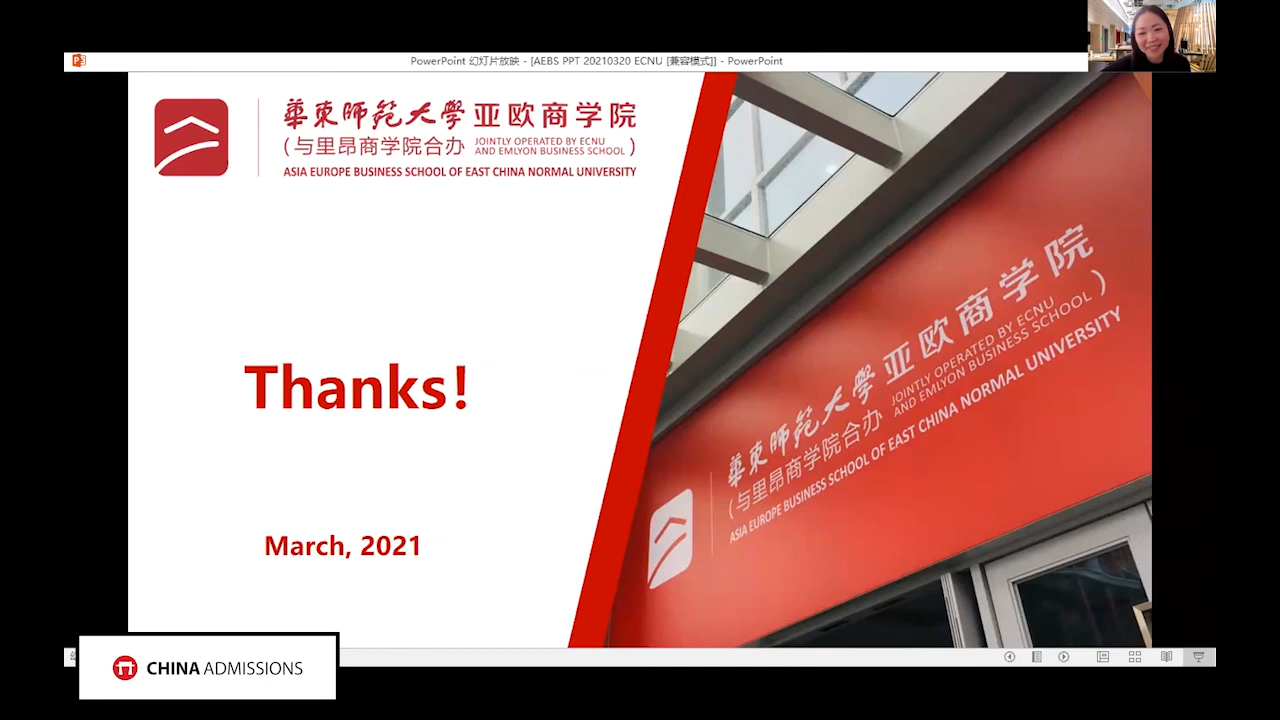 PowerPoint 幻灯片放映 - [AEBS PPT 20210320 ECNU [兼容模式]] - PowerPoint
華東师范大學 亚欧商学院
(与里昂商学院合办 JOINTLY OPERATED BY ECNU
AND EMLYON BUSINESS SCHOOL )
ASIA EUROPE BUSINESS SCHOOL OF EAST CHINA NORMAL UNIVERSITY
Thanks!
March, 2021
華東师范大學 亚欧商学院
(与里昂商学院合办 JOINTLY OPERATED BY ECNU
AND EMLYON BUSINESS SCHOOL )
ASIA EUROPE BUSINESS SCHOOL OF EAST CHINA NORMAL UNIVERSITY
CHINA ADMISSIONS